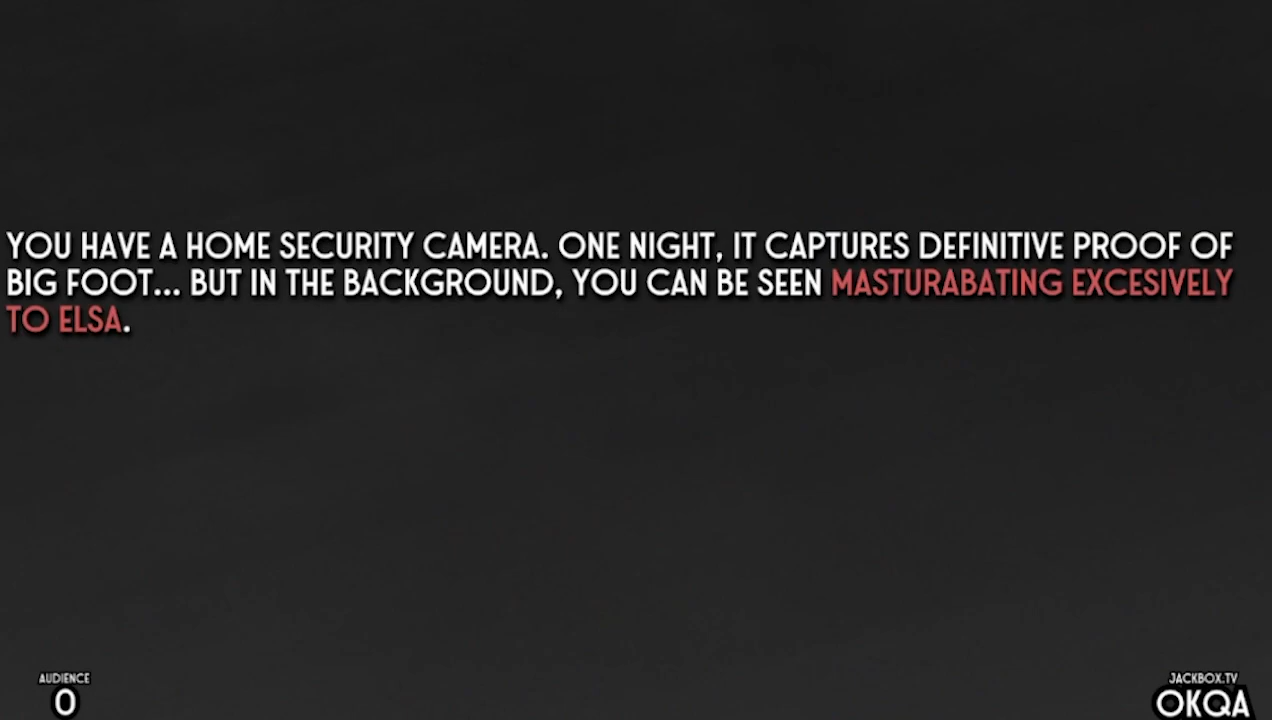 YOU HAVE A HOME SECURITY CAMERA. ONE NIGHT, IT CAPTURES DEFINITIVE PROOF OF
BIG FOOT... BUT IN THE BACKGROUND, YOU CAN BE SEEN MASTURABATING EXCESIVELY
TO ELSA.
AUDIENCE
0
JACKBOX.TV
OKQA